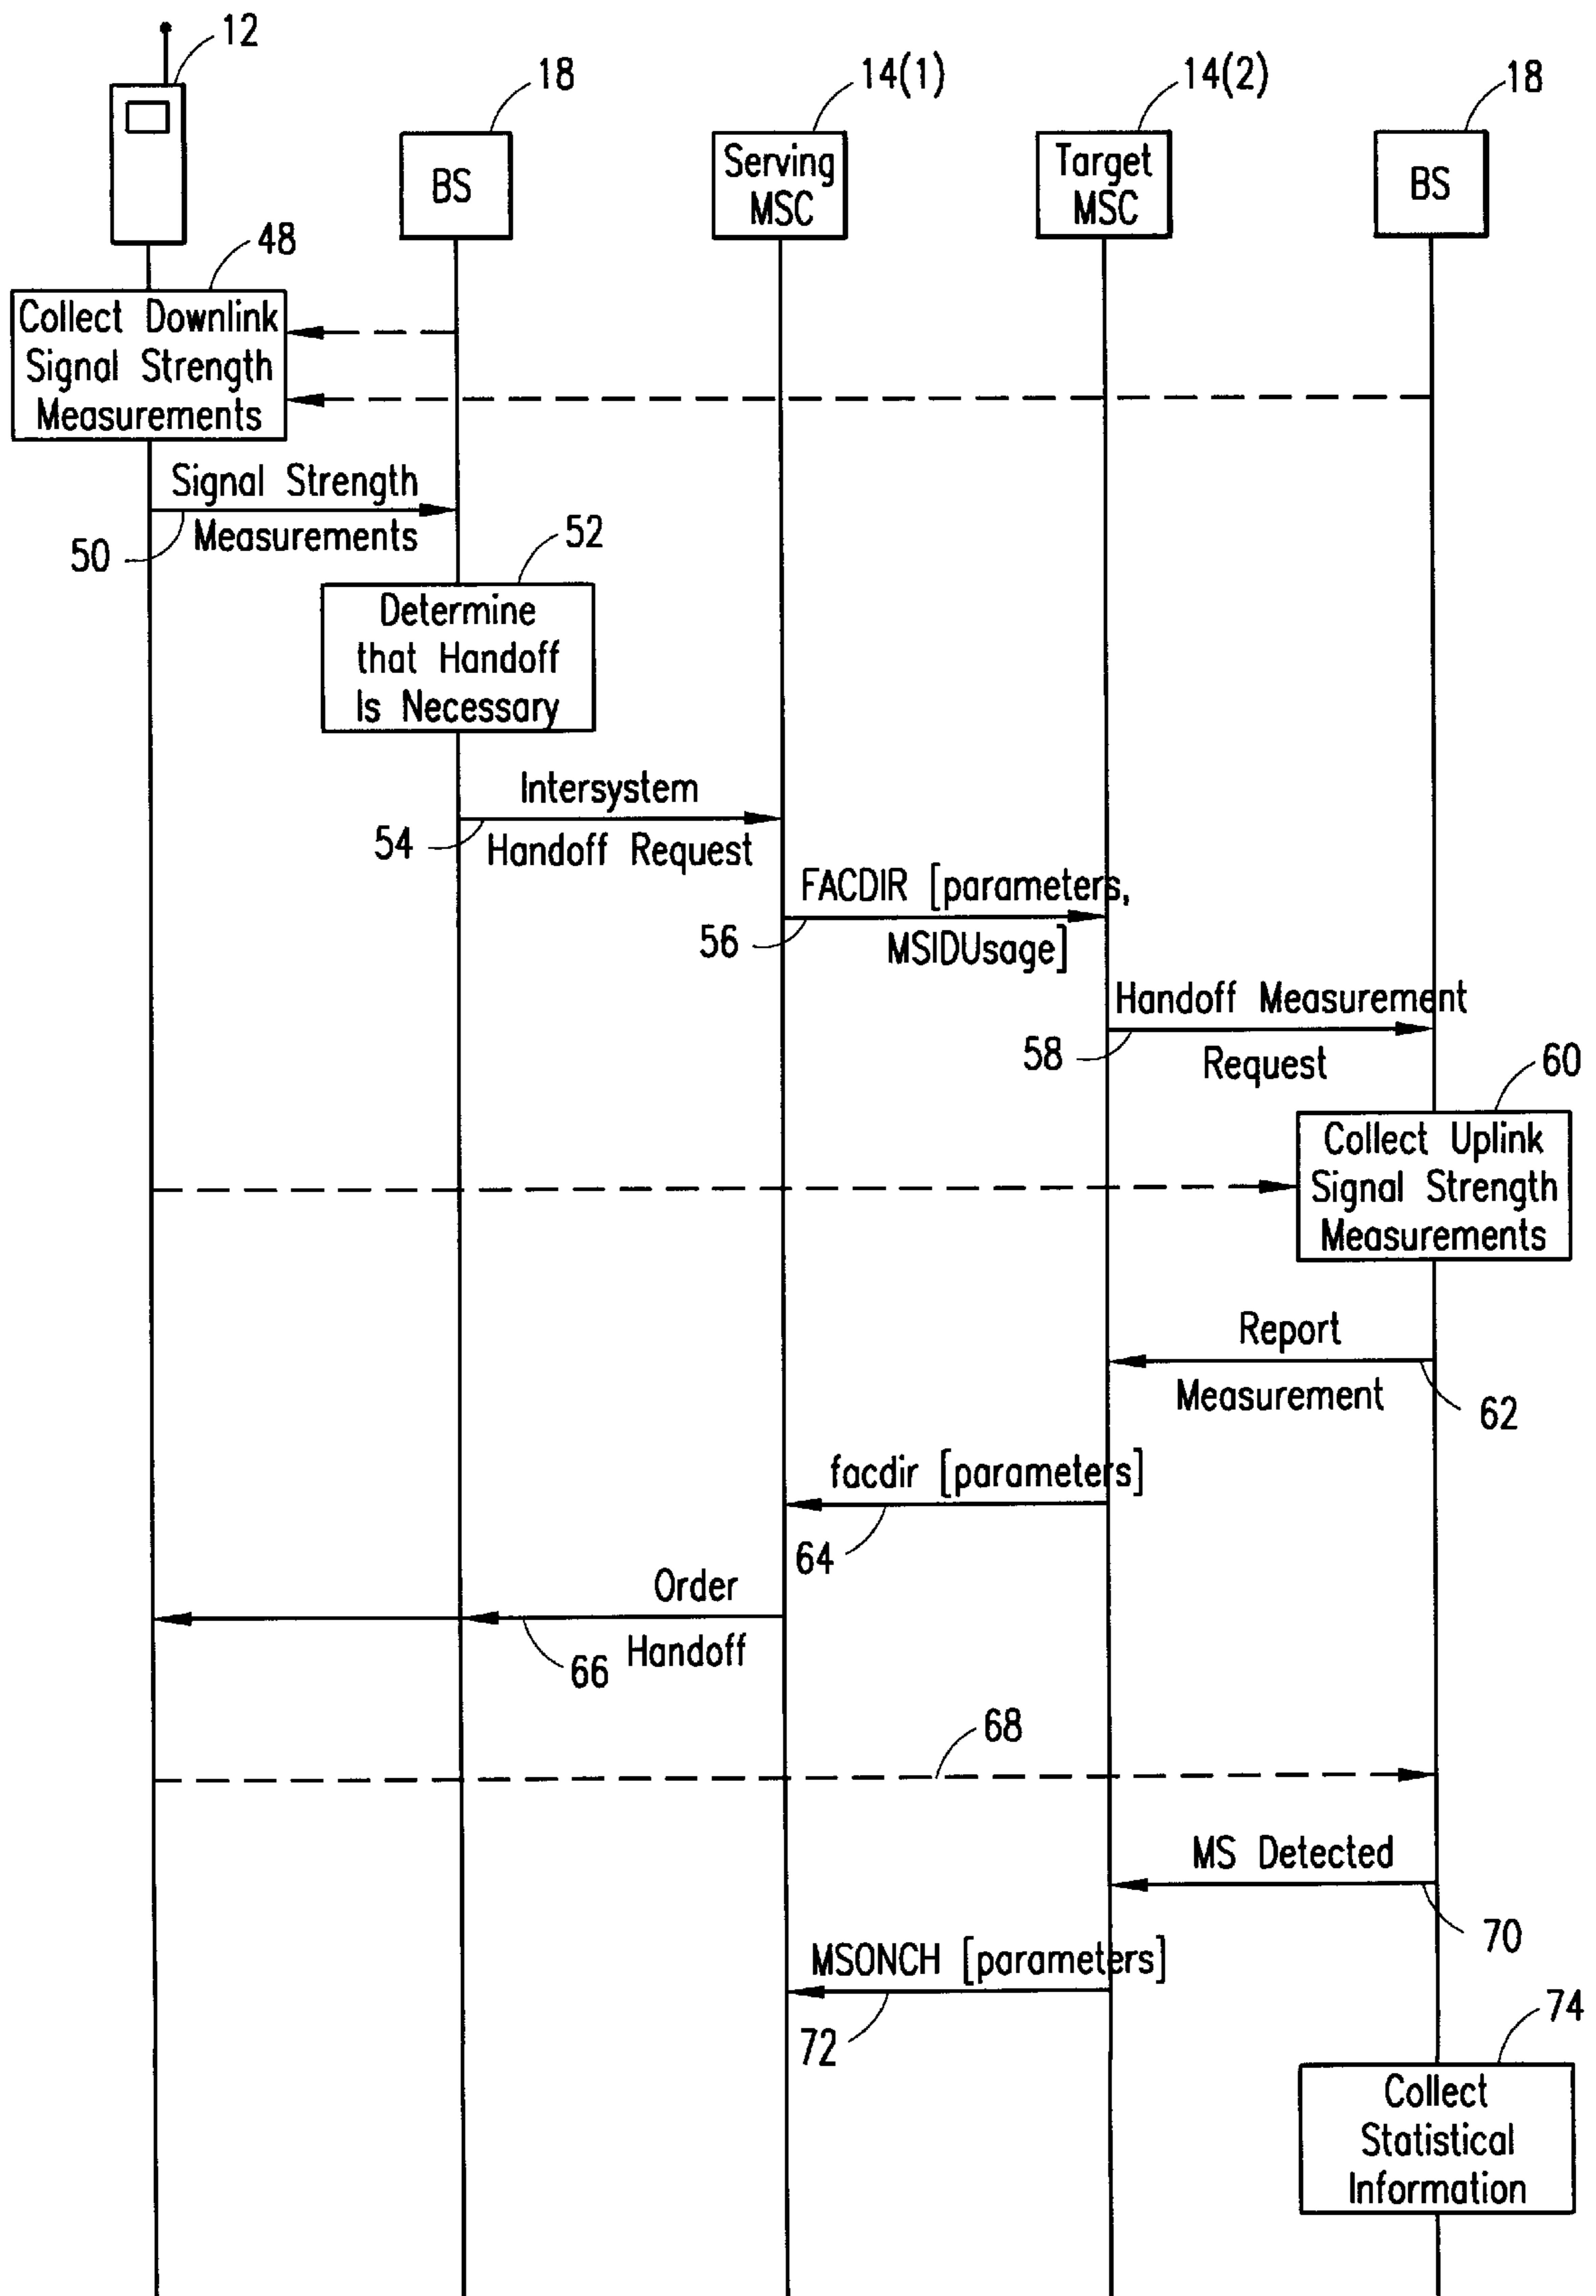 12
18
14(1)
14(2)
18
BS
Serving
MSC
Target
MSC
BS
48
Collect Downlink
Signal Strength
Measurements
Signal Strength
Measurements
50
52
Determine
that Handoff
Is Necessary
Intersystem
Handoff Request
54
FACDIR [parameters,
MSIDUsage]
56
Handoff Measurement
Request
58
60
Collect Uplink
Signal Strength
Measurements
Report
Measurement
62
facdir [parameters]
64
Order
Handoff
66
68
MS Detected
70
MSONCH [parameters]
72
74
Collect
Statistical
Information